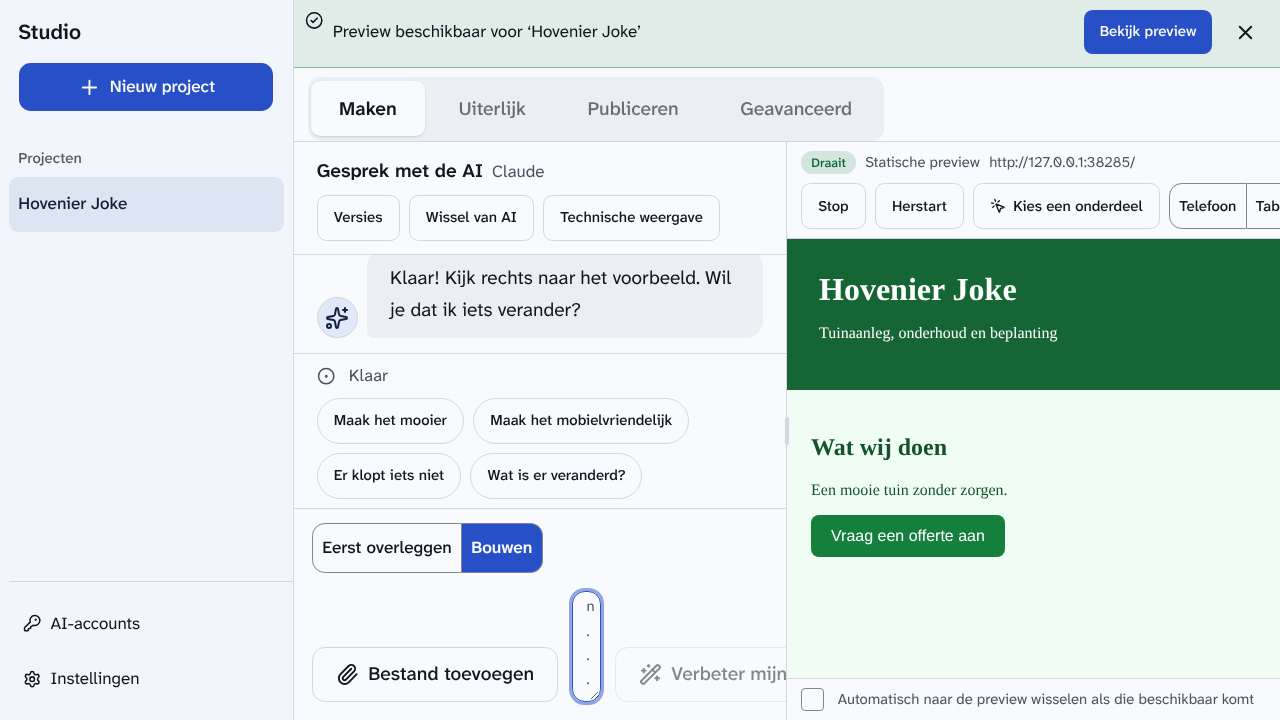 Studio
Nieuw project
Projecten
Hovenier Joke
AI-accounts
Instellingen
Preview beschikbaar voor ‘Hovenier Joke’
Bekijk preview
Maken
Uiterlijk
Publiceren
Geavanceerd
Gesprek met de AI Claude
Versies
Wissel van AI
Technische weergave
Klaar! Kijk rechts naar het voorbeeld. Wil
je dat ik iets verander?
Klaar
Maak het mooier
Maak het mobielvriendelijk
Er klopt iets niet
Wat is er veranderd?
Eerst overleggen
Bouwen
Bestand toevoegen
n
.
.
.
Verbeter mijn
Draait
Statische preview http://127.0.0.1:38285/
Stop
Herstart
Kies een onderdeel
Telefoon
Tab
Hovenier Joke
Tuinaanleg, onderhoud en beplanting
Wat wij doen
Een mooie tuin zonder zorgen.
Vraag een offerte aan
Automatisch naar de preview wisselen als die beschikbaar komt